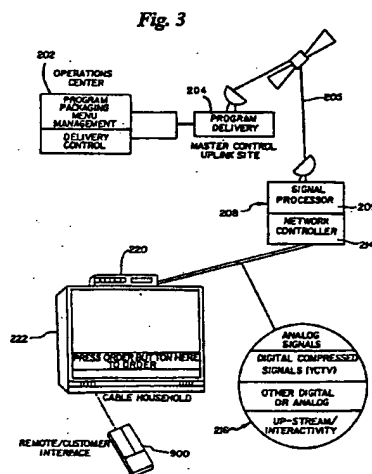 Fig. 3
202
OPERATIONS
CENTER
PROGRAM
PACKAGING
MENU
MANAGEMENT
DELIVERY CONTROL
204
PROGRAM
DELIVERY
MASTER CONTROL
UPLINK SITE
208
SIGNAL
PROCESSOR
NETWORK
CONTROLLER
214
220
222
PRESS ORDER BUTTON HERE
TO ORDER
CABLE HOUSEHOLD
REMOTE/CUSTOMER
INTERFACE
900
ANALOG
SIGNALS
DIGITAL COMPRESSED
SIGNALS
OTHER DIGITAL
OR ANALOG
UP-STREAM/
INTERACTIVITY
216